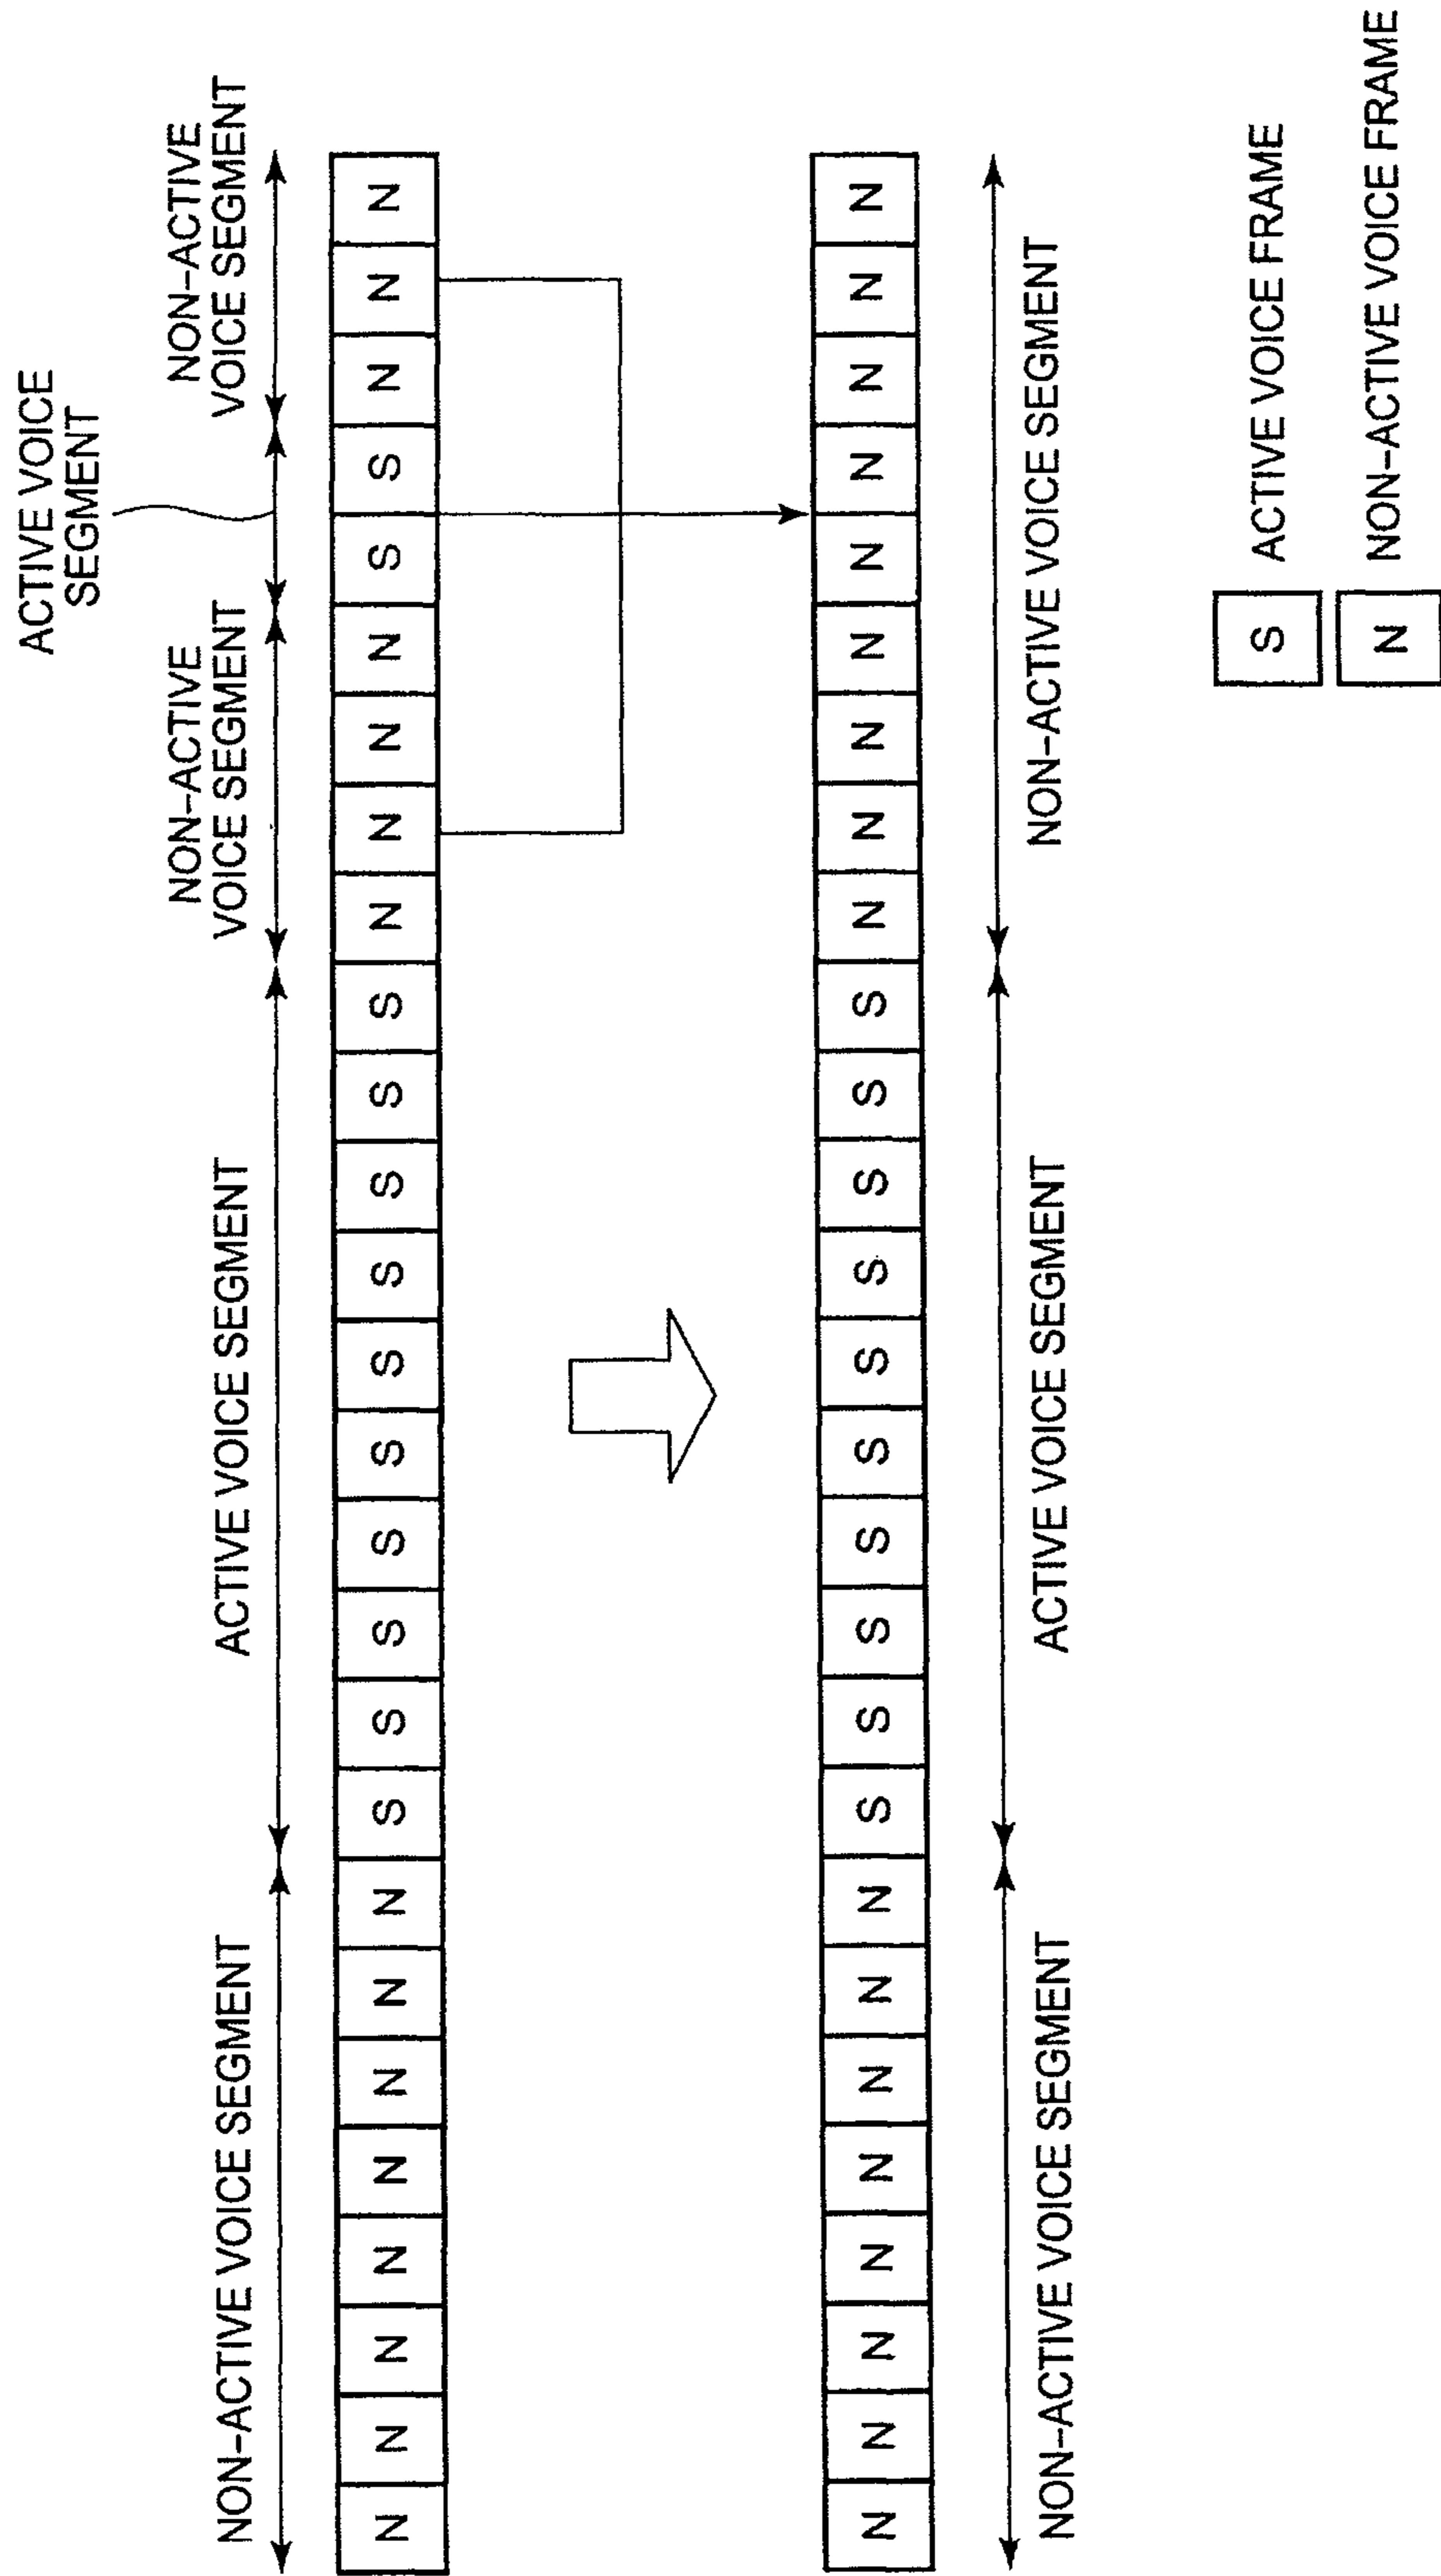 ACTIVE VOICE
SEGMENT
NON-ACTIVE VOICE SEGMENT
ACTIVE VOICE SEGMENT
NON-ACTIVE
VOICE SEGMENT
NON-ACTIVE
VOICE SEGMENT
N N N N N N N N S S S S S S S S S S N N N N S S N N N
N N N N N N N N S S S S S S S S S S N N N N N N N N N
NON-ACTIVE VOICE SEGMENT
ACTIVE VOICE SEGMENT
NON-ACTIVE VOICE SEGMENT
S ACTIVE VOICE FRAME
N NON-ACTIVE VOICE FRAME